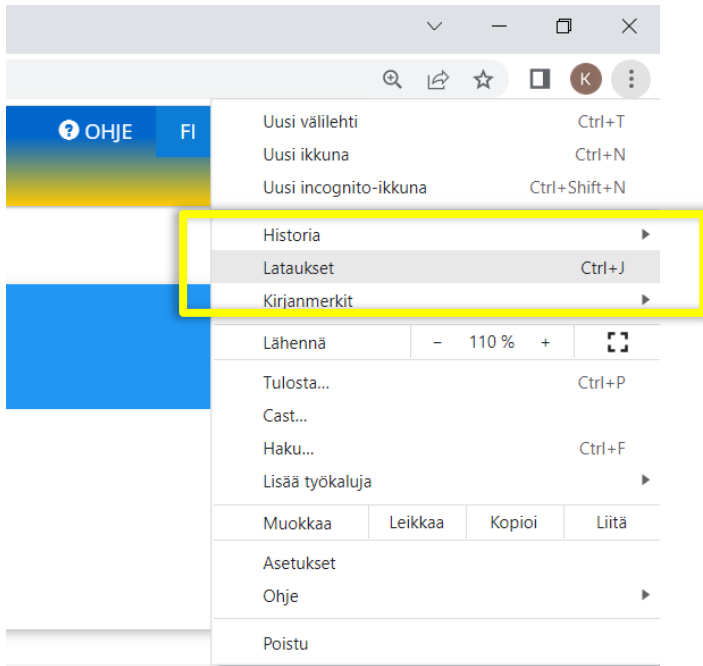 K
? OHJE FI
Uusi välilehti Ctrl+T
Uusi ikkuna Ctrl+N
Uusi incognito-ikkuna Ctrl+Shift+N
Historia
Lataukset Ctrl+J
Kirjanmerkit
Lähennä - 110 % +
Tulosta... Ctrl+P
Cast...
Haku... Ctrl+F
Lisää työkaluja
Muokkaa Leikkaa Kopioi Liitä
Asetukset
Ohje
Poistu